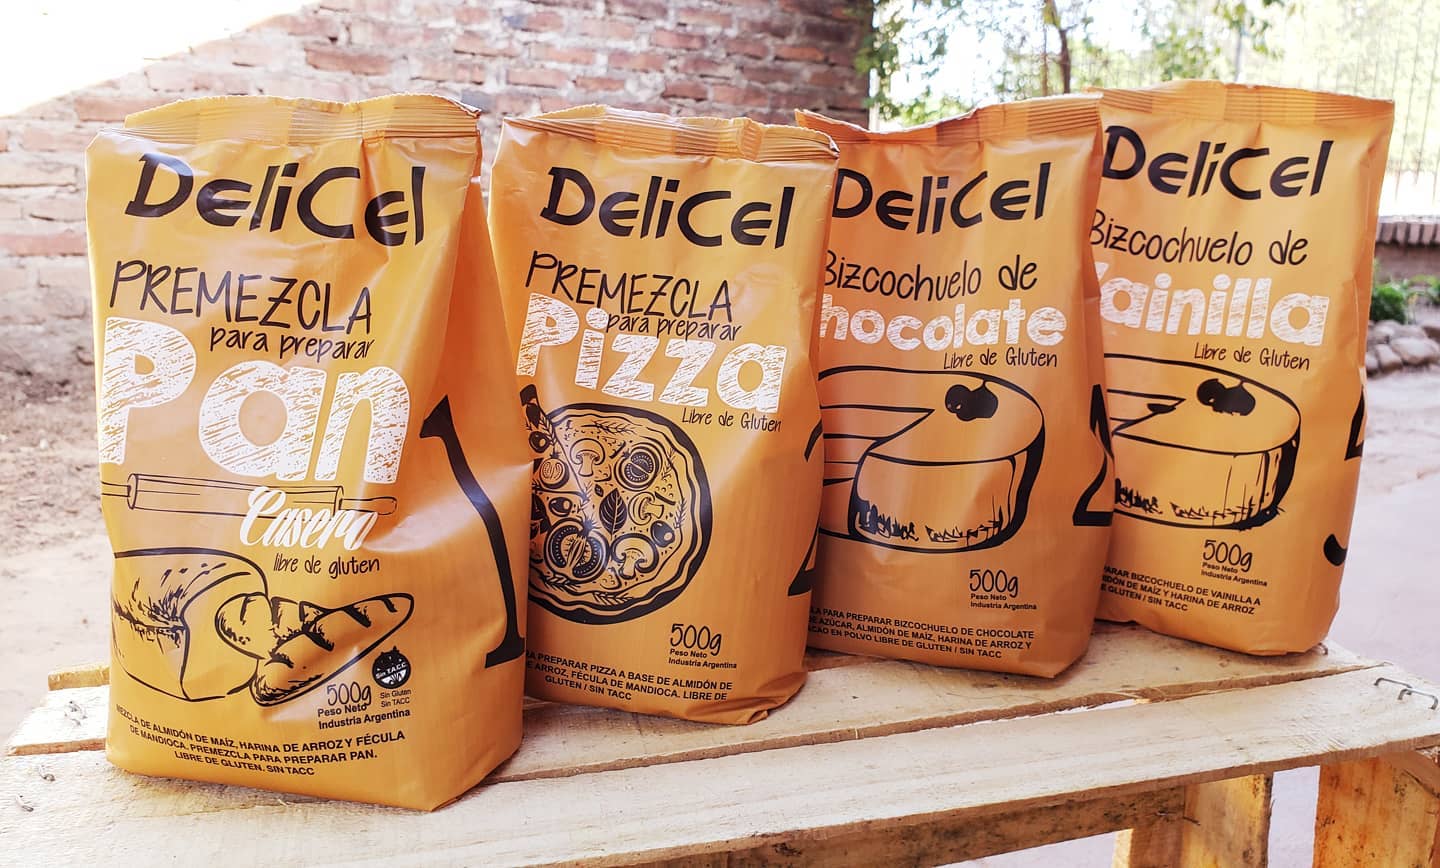 DeliCel
PREMEZCLA
para preparar
Pan
Casero
libre de gluten
1
Sin TACC
500g
Peso Neto
Industria Argentina
Sin Gluten
Sin TACC
MEZCLA DE ALMIDÓN DE MAÍZ, HARINA DE ARROZ Y FÉCULA
DE MANDIOCA. PREMEZCLA PARA PREPARAR PAN.
LIBRE DE GLUTEN. SIN TACC
DeliCel
PREMEZCLA
para preparar
Pizza
Libre de Gluten
2
500g
Peso Neto
Industria Argentina
PREPARAR PIZZA A BASE DE ALMIDÓN DE
ARROZ, FÉCULA DE MANDIOCA. LIBRE DE
GLUTEN / SIN TACC
DeliCel
Bizcochuelo de
Chocolate
Libre de Gluten
500g
Peso Neto
Industria Argentina
PARA PREPARAR BIZCOCHUELO DE CHOCOLATE
DE AZÚCAR, ALMIDÓN DE MAÍZ, HARINA DE ARROZ Y
CACAO EN POLVO LIBRE DE GLUTEN / SIN TACC
DeliCel
Bizcochuelo de
Vainilla
Libre de Gluten
500g
Peso Neto
Industria Argentina
PREPARAR BIZCOCHUELO DE VAINILLA A
ALMIDÓN DE MAÍZ Y HARINA DE ARROZ
GLUTEN / SIN TACC